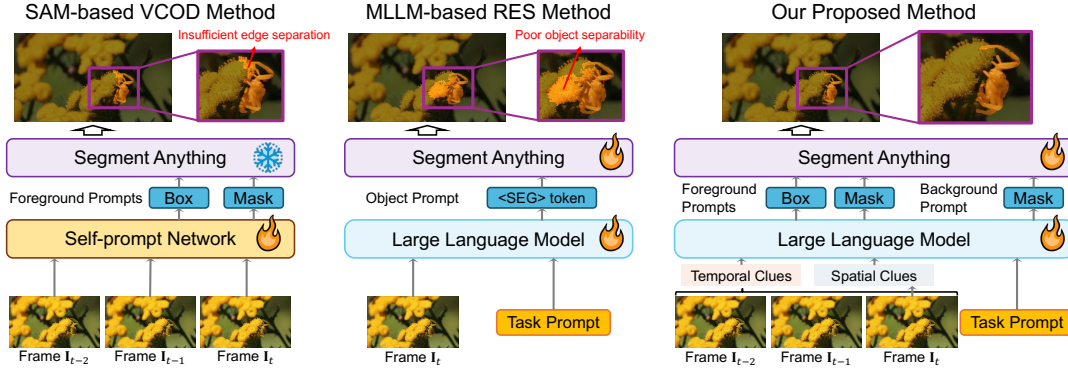 SAM-based VCOD Method
Insufficient edge separation
Segment Anything
Foreground Prompts
Box
Mask
Self-prompt Network
Frame I_{t−2}
Frame I_{t−1}
Frame I_t
MLLM-based RES Method
Poor object separability
Segment Anything
Object Prompt
<SEG> token
Large Language Model
Task Prompt
Frame I_t
Our Proposed Method
Segment Anything
Foreground
Prompts
Box
Mask
Background
Prompt
Mask
Large Language Model
Temporal Clues
Spatial Clues
Task Prompt
Frame I_{t−2}
Frame I_{t−1}
Frame I_t